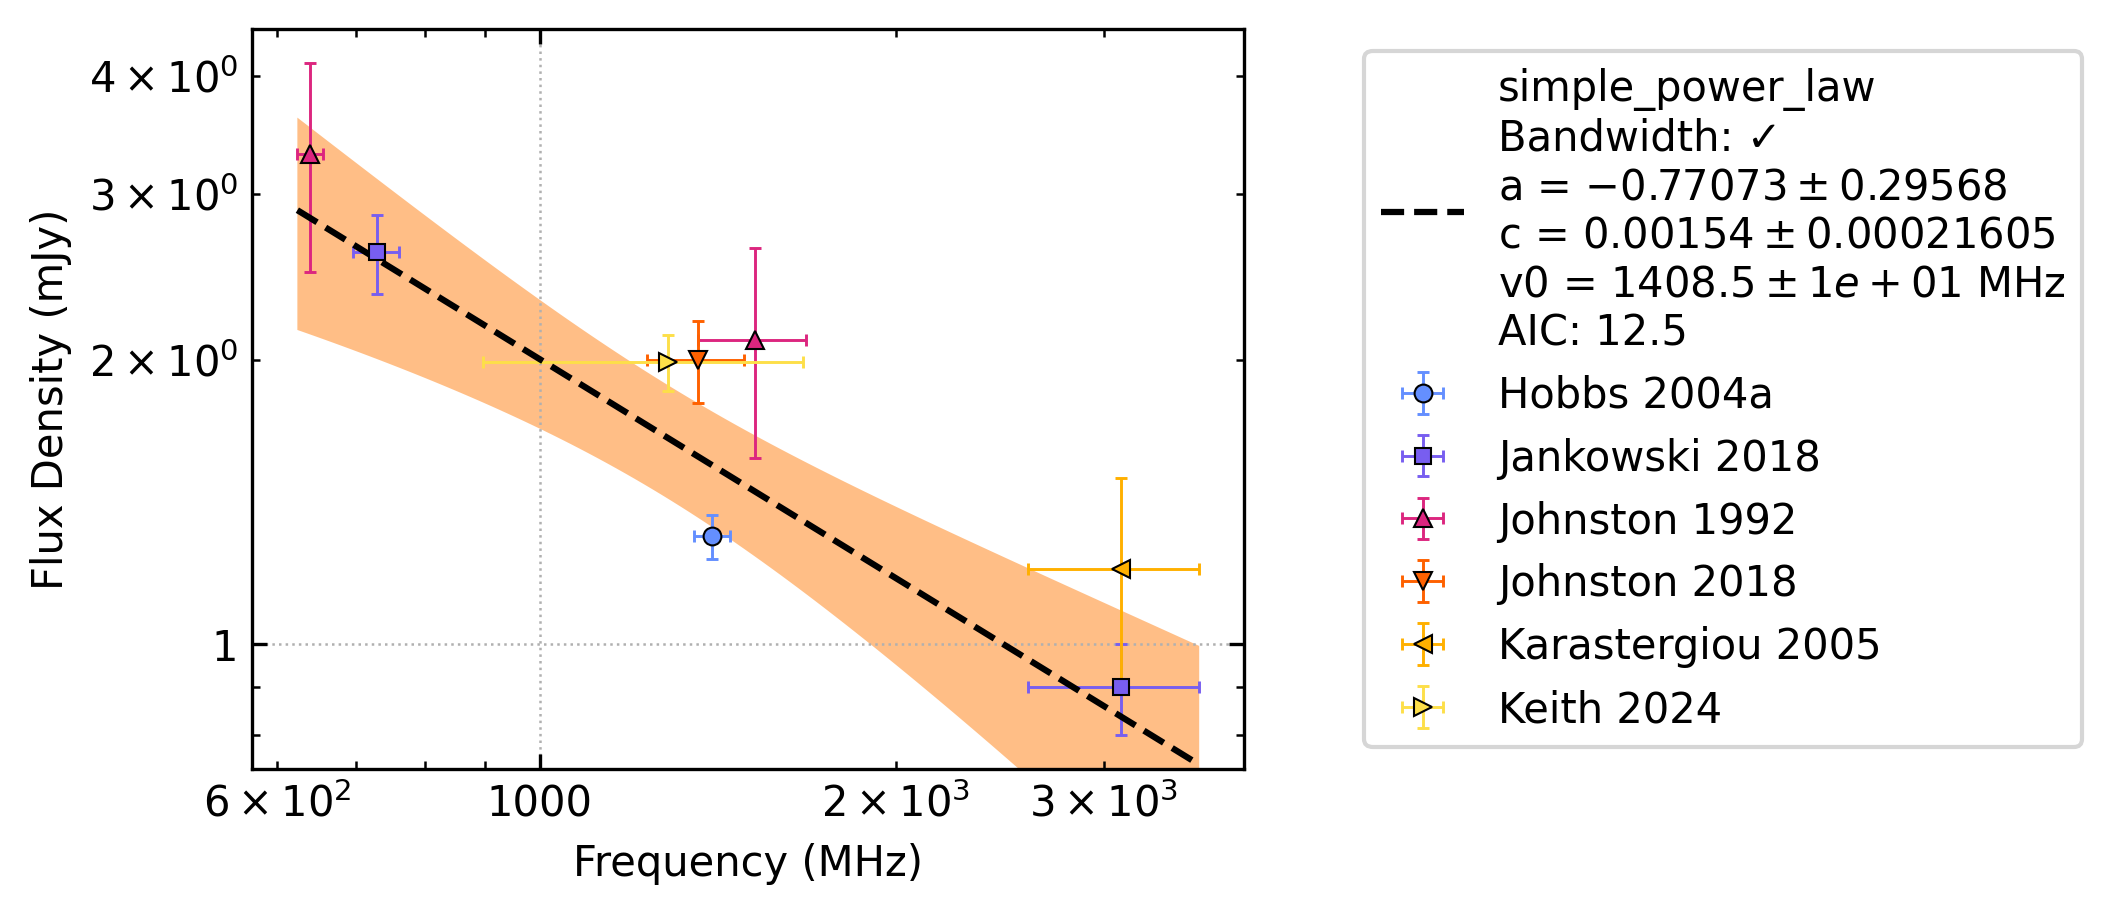 4 × 10⁰
3 × 10⁰
2 × 10⁰
1
Flux Density (mJy)
6 × 10²
1000
2 × 10³
3 × 10³
Frequency (MHz)
simple_power_law
Bandwidth: ✓
a = −0.77073 ± 0.29568
c = 0.00154 ± 0.00021605
v0 = 1408.5 ± 1e + 01 MHz
AIC: 12.5
Hobbs 2004a
Jankowski 2018
Johnston 1992
Johnston 2018
Karastergiou 2005
Keith 2024